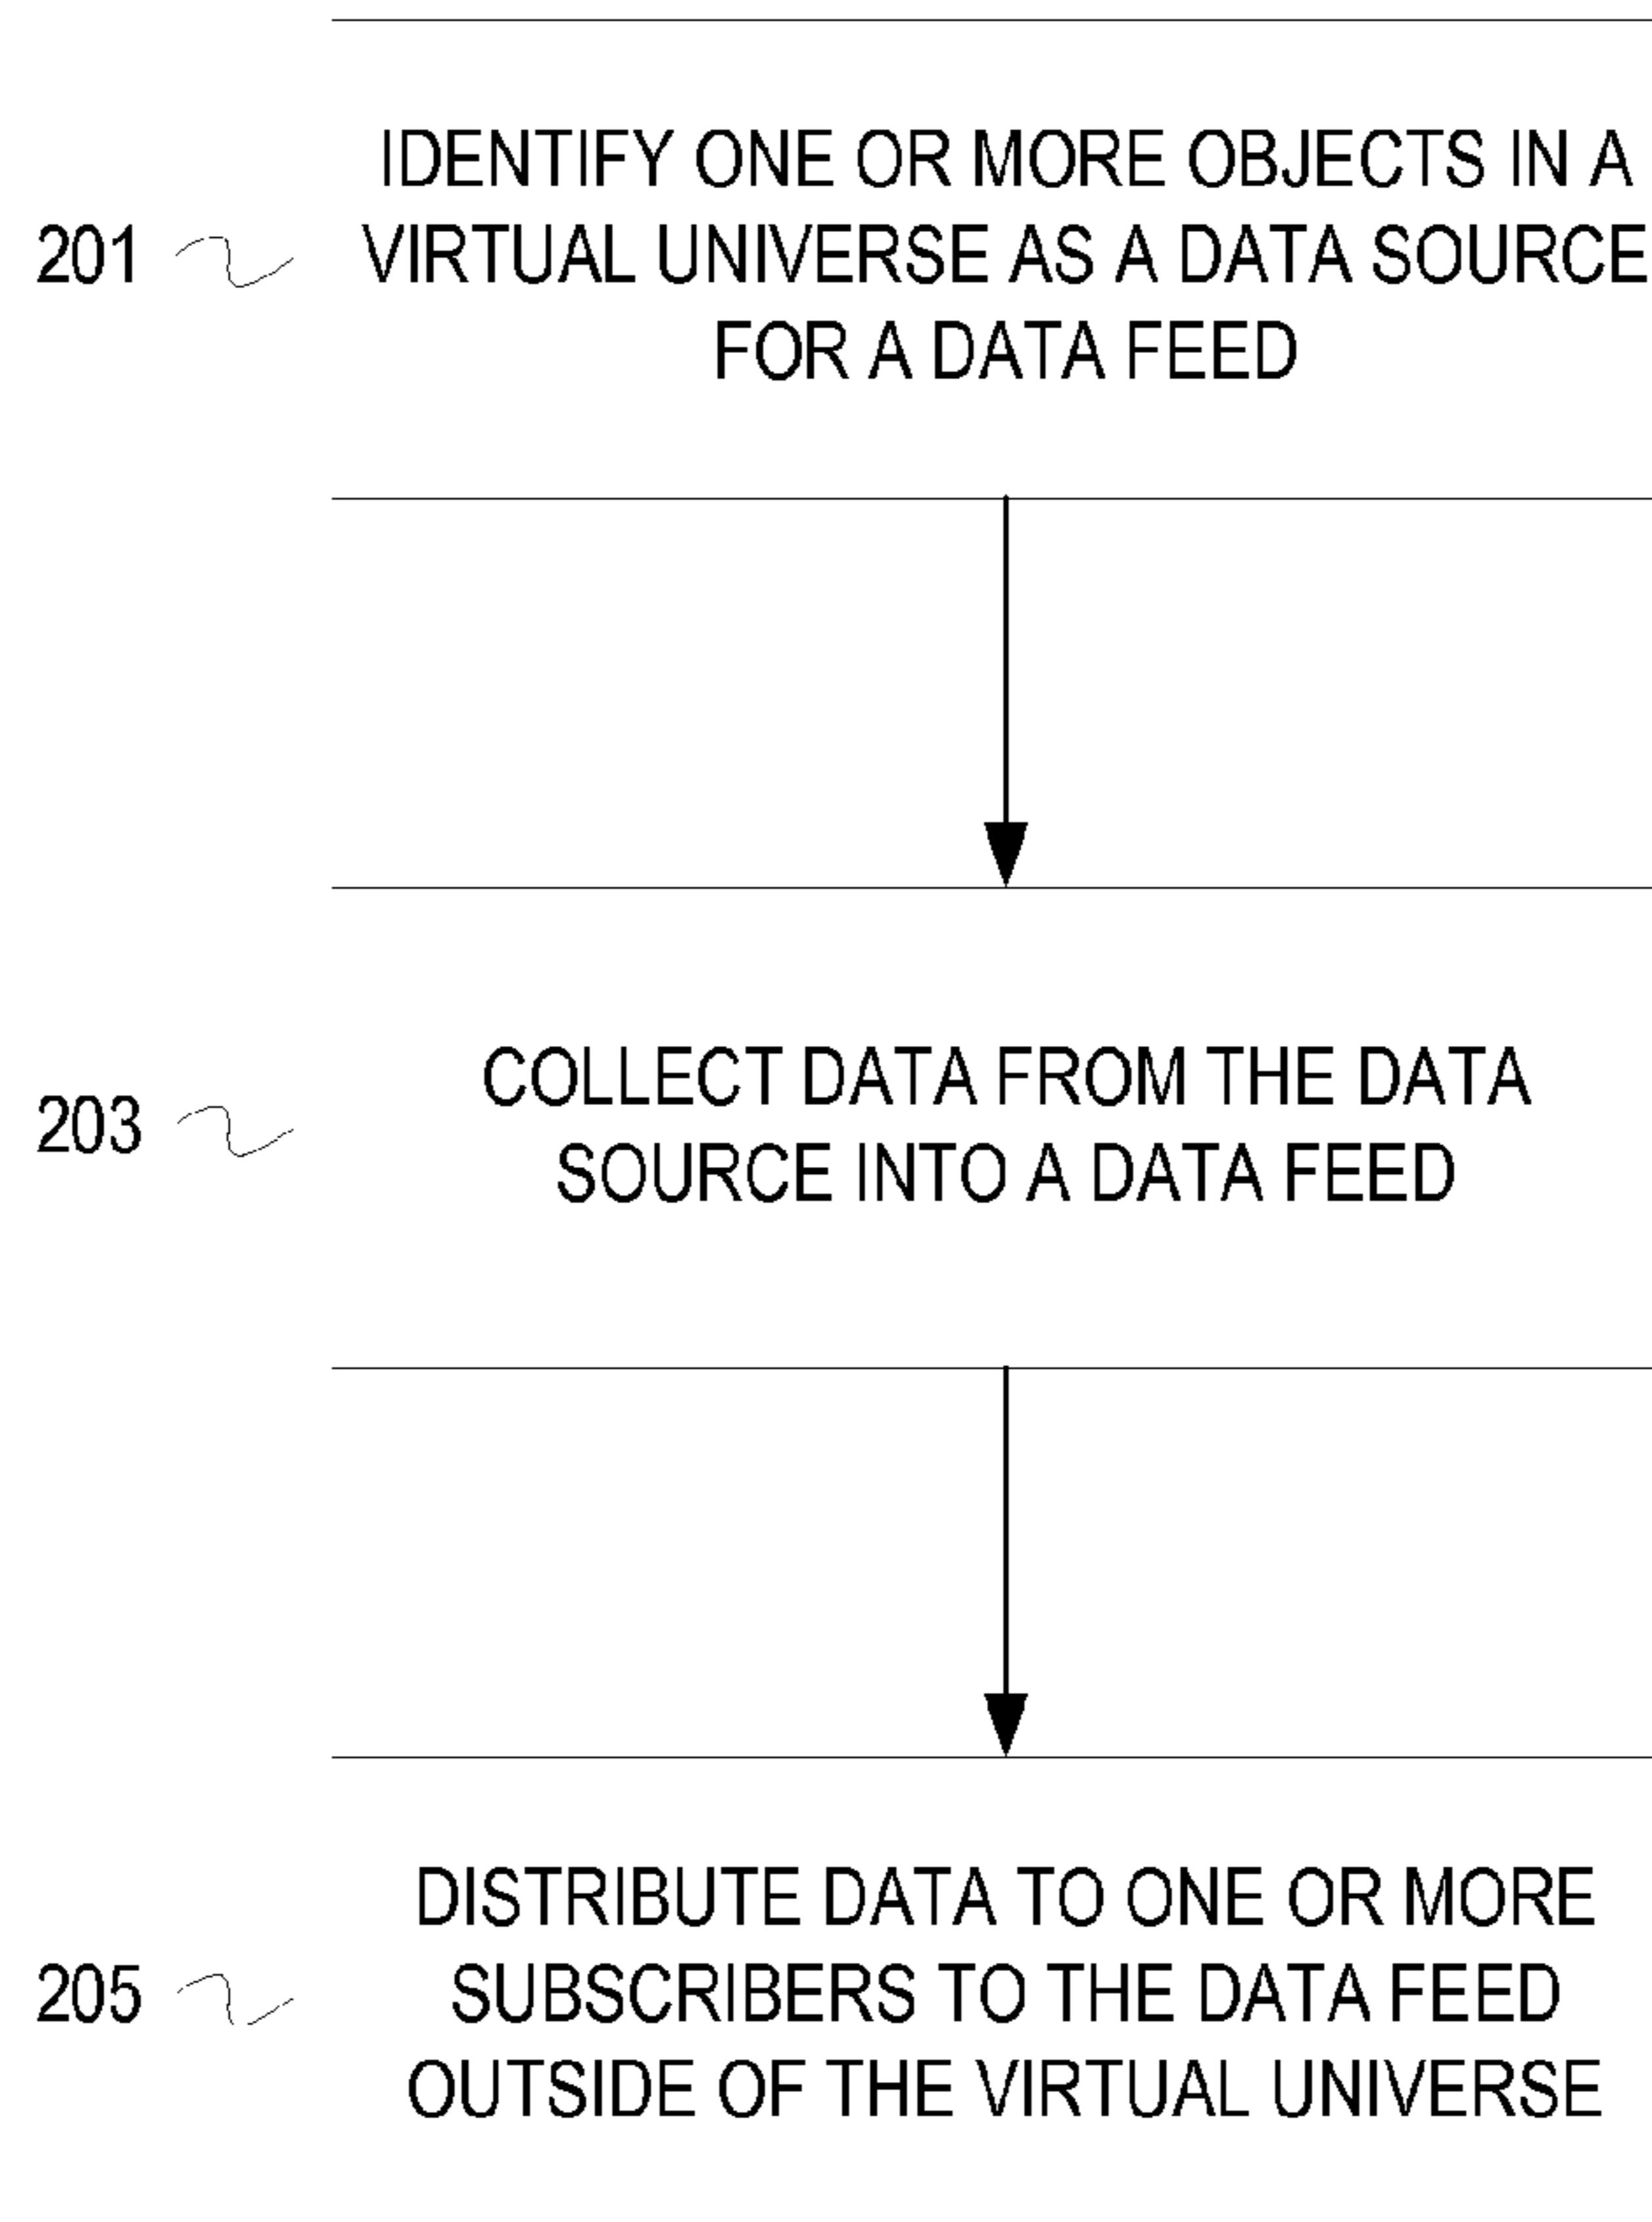 IDENTIFY ONE OR MORE OBJECTS IN A
201 VIRTUAL UNIVERSE AS A DATA SOURCE
FOR A DATA FEED
COLLECT DATA FROM THE DATA
203 SOURCE INTO A DATA FEED
DISTRIBUTE DATA TO ONE OR MORE
205 SUBSCRIBERS TO THE DATA FEED
OUTSIDE OF THE VIRTUAL UNIVERSE